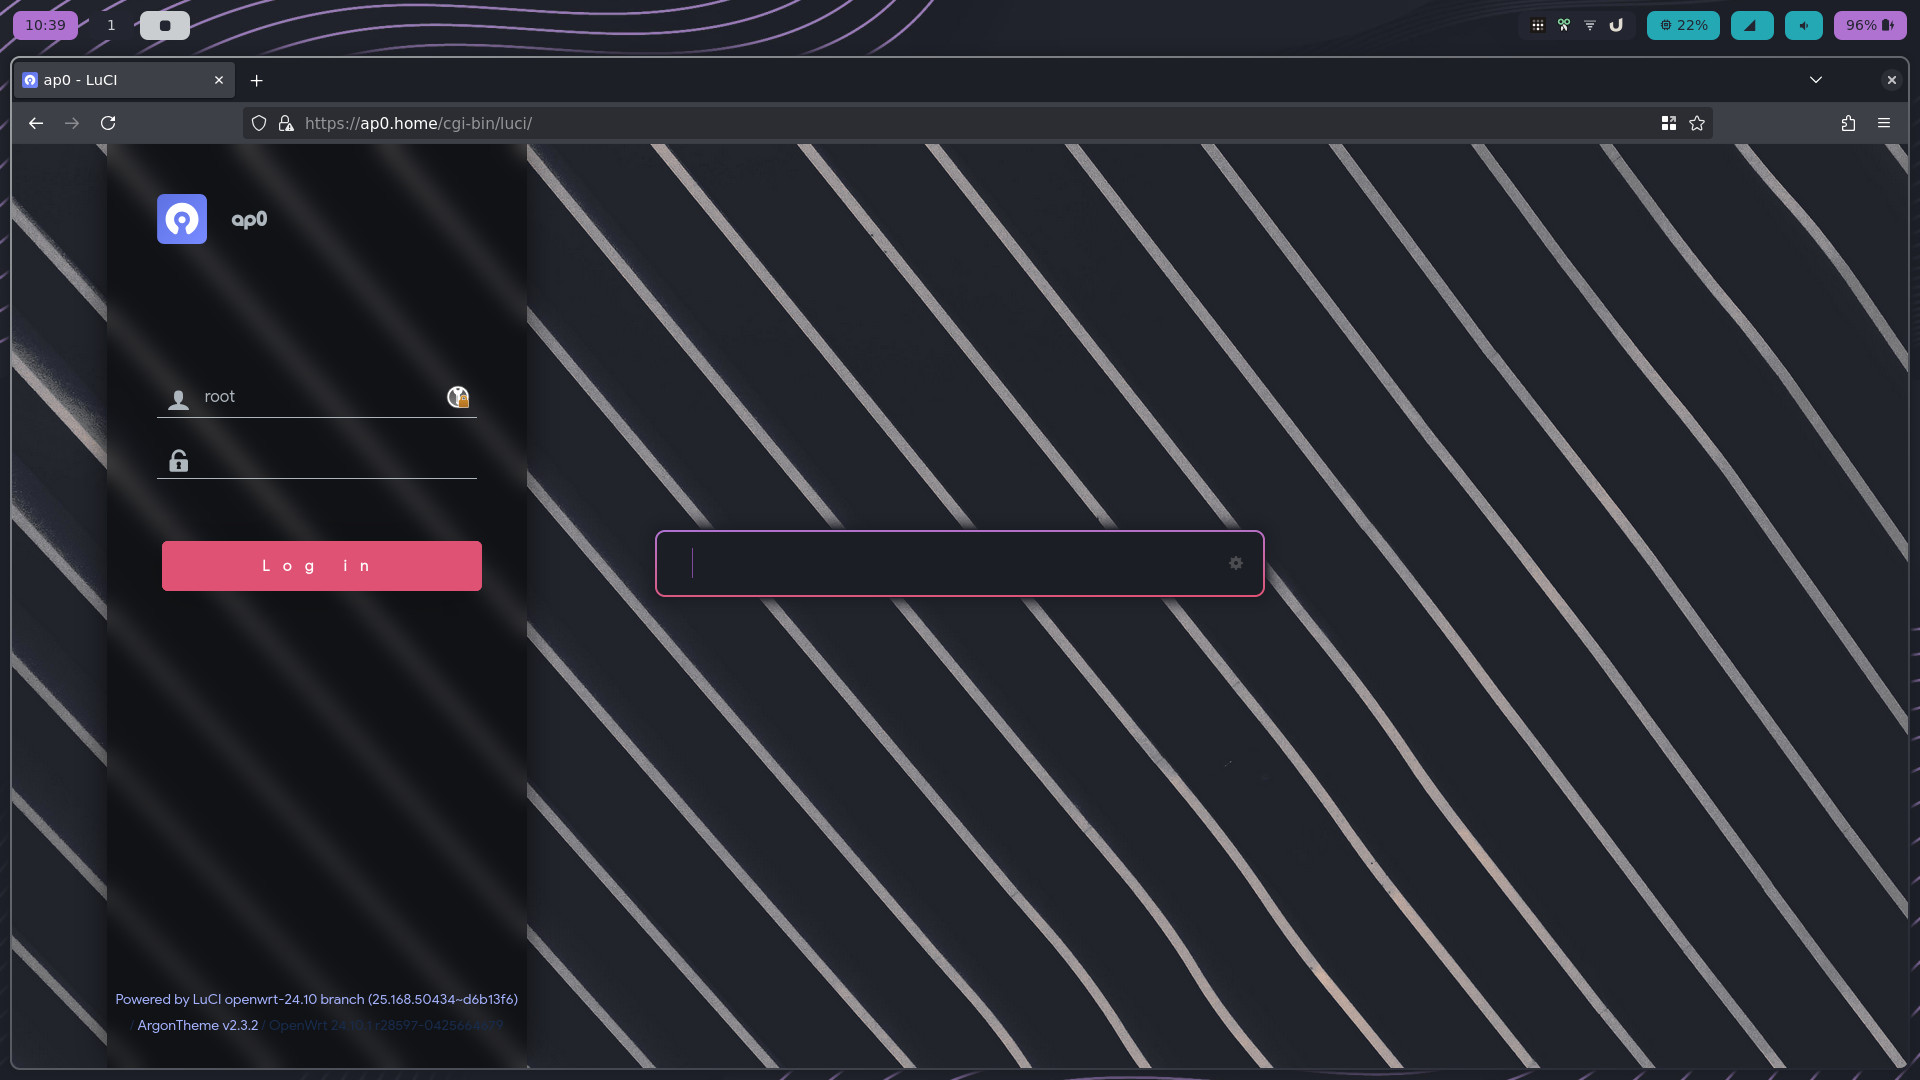 10:39
1
22%
96%
ap0 - LuCI
https://ap0.home/cgi-bin/luci/
ap0
root
Log in
Powered by LuCI openwrt-24.10 branch (25.168.50434~d6b13f6)
/ ArgonTheme v2.3.2 / OpenWrt 24.10.1 r28597-0425664679